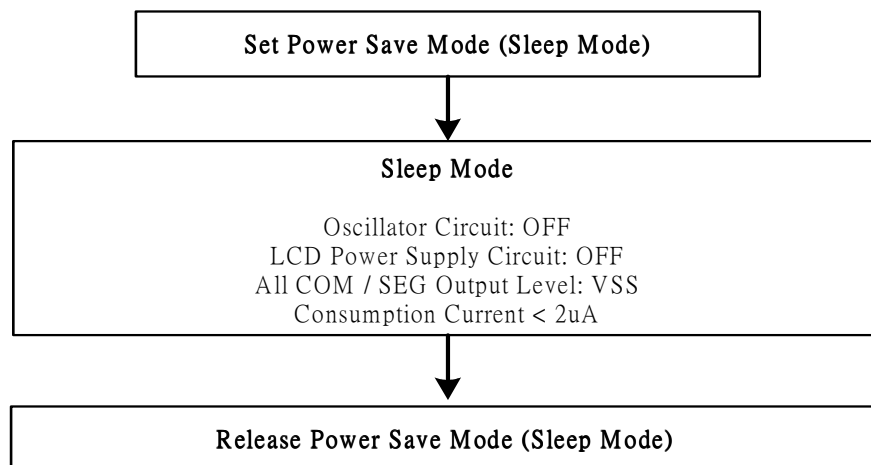 Set Power Save Mode (Sleep Mode)
Sleep Mode
Oscillator Circuit: OFF
LCD Power Supply Circuit: OFF
All COM / SEG Output Level: VSS
Consumption Current < 2uA
Release Power Save Mode (Sleep Mode)